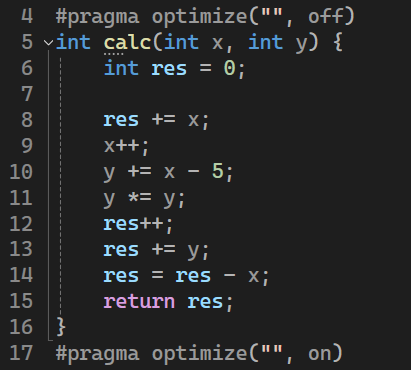 4 #pragma optimize("", off)
5 int calc(int x, int y) {
6     int res = 0;
7
8     res += x;
9     x++;
10     y += x - 5;
11     y *= y;
12     res++;
13     res += y;
14     res = res - x;
15     return res;
16 }
17 #pragma optimize("", on)